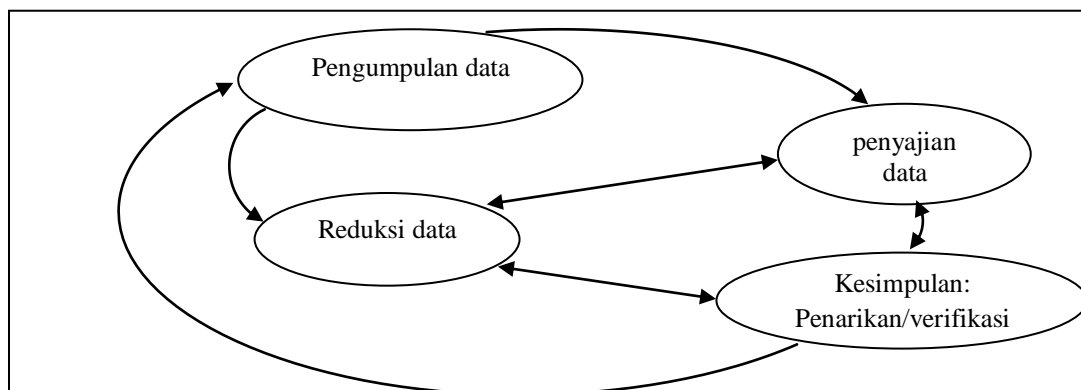 Pengumpulan data
penyajian
data
Reduksi data
Kesimpulan:
Penarikan/verifikasi